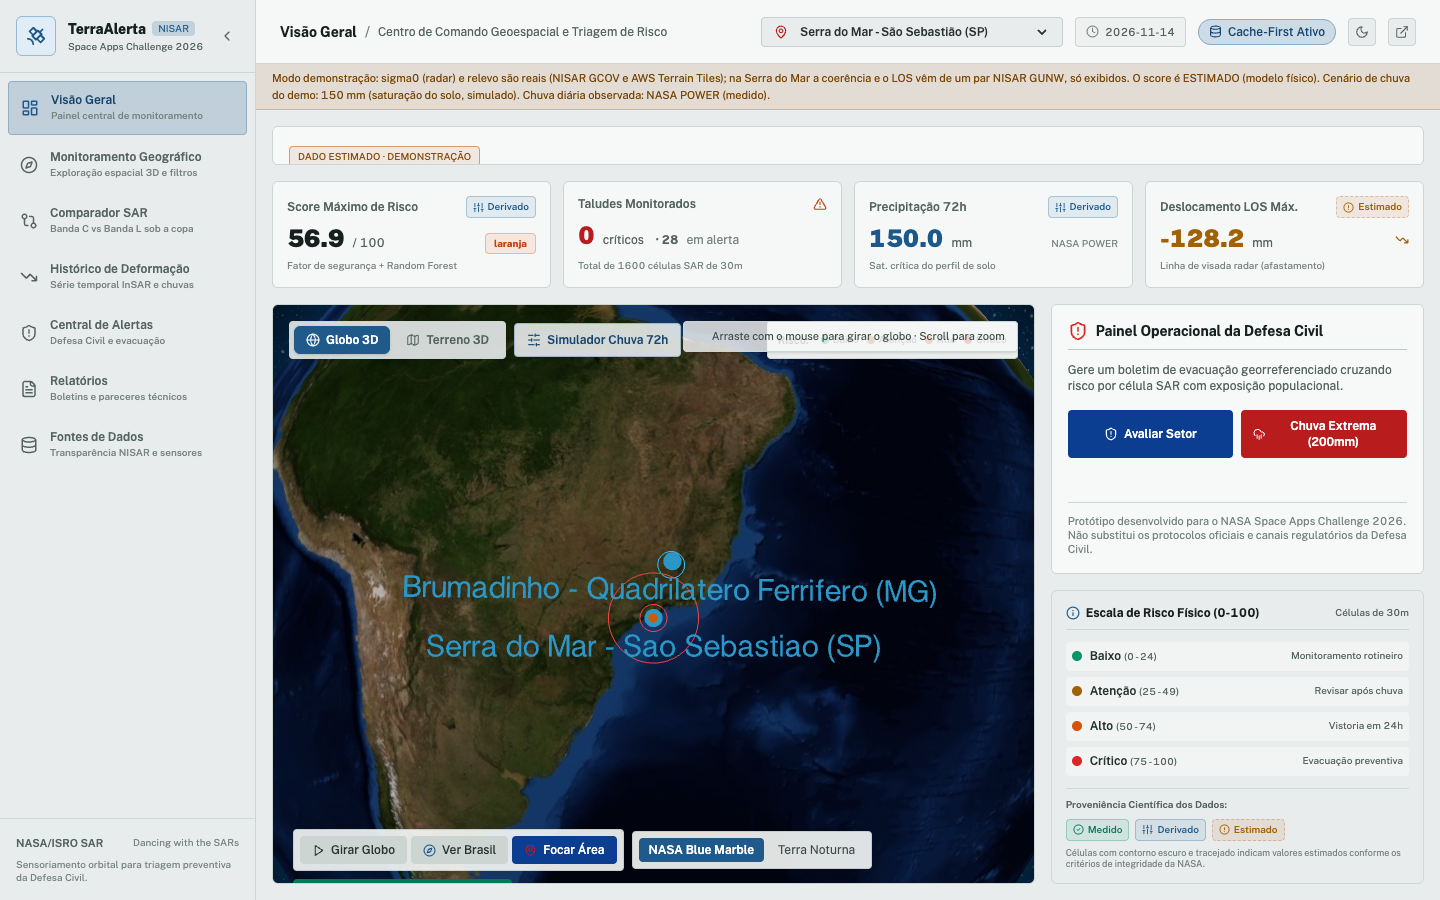 TerraAlerta NISAR
Space Apps Challenge 2026
Visão Geral
Painel central de monitoramento
Monitoramento Geográfico
Exploração espacial 3D e filtros
Comparador SAR
Banda C vs Banda L sob a copa
Histórico de Deformação
Série temporal InSAR e chuvas
Central de Alertas
Defesa Civil e evacuação
Relatórios
Boletins e pareceres técnicos
Fontes de Dados
Transparência NISAR e sensores
NASA/ISRO SAR Dancing with the SARs
Sensoriamento orbital para triagem preventiva
da Defesa Civil.
Visão Geral / Centro de Comando Geoespacial e Triagem de Risco
Serra do Mar - São Sebastião (SP)
2026-11-14
Cache-First Ativo
Modo demonstração: sigma0 (radar) e relevo são reais (NISAR GCOV e AWS Terrain Tiles); na Serra do Mar a coerência e o LOS vêm de um par NISAR GUNW, só exibidos. O score é ESTIMADO (modelo físico). Cenário de chuva
do demo: 150 mm (saturação do solo, simulado). Chuva diária observada: NASA POWER (medido).
DADO ESTIMADO · DEMONSTRAÇÃO
Score Máximo de Risco Derivado
56.9 / 100 laranja
Fator de segurança + Random Forest
Taludes Monitorados
0 críticos · 28 em alerta
Total de 1600 células SAR de 30m
Precipitação 72h Derivado
150.0 mm NASA POWER
Sat. crítica do perfil de solo
Deslocamento LOS Máx. Estimado
-128.2 mm
Linha de visada radar (afastamento)
Globo 3D Terreno 3D Simulador Chuva 72h
Arraste com o mouse para girar o globo · Scroll para zoom
Brumadinho - Quadrilatero Ferrifero (MG)
Serra do Mar - Sao Sebastiao (SP)
Girar Globo Ver Brasil Focar Área NASA Blue Marble Terra Noturna
Painel Operacional da Defesa Civil
Gere um boletim de evacuação georreferenciado cruzando
risco por célula SAR com exposição populacional.
Avaliar Setor
Chuva Extrema
(200mm)
Protótipo desenvolvido para o NASA Space Apps Challenge 2026.
Não substitui os protocolos oficiais e canais regulatórios da Defesa
Civil.
Escala de Risco Físico (0-100) Células de 30m
Baixo (0-24) Monitoramento rotineiro
Atenção (25-49) Revisar após chuva
Alto (50-74) Vistoria em 24h
Crítico (75-100) Evacuação preventiva
Proveniência Científica dos Dados:
Medido Derivado Estimado
Células com contorno escuro e tracejado indicam valores estimados conforme os
critérios de integridade da NASA.